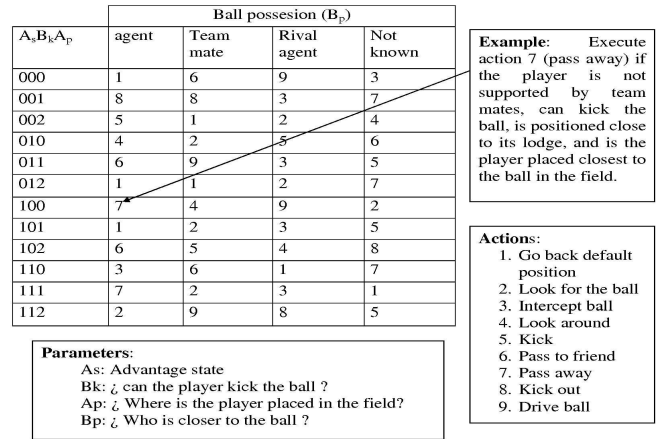 Ball possesion (Bp)
AsBkAp agent Team mate Rival agent Not known
000 1 6 9 3
001 8 8 3 7
002 5 1 2 4
010 4 2 5 6
011 6 9 3 5
012 1 1 2 7
100 7 4 9 2
101 1 2 3 5
102 6 5 4 8
110 3 6 1 7
111 7 2 3 1
112 2 9 8 5
Example: Execute
action 7 (pass away) if
the player is not
supported by team
mates, can kick the
ball, is positioned close
to its lodge, and is the
player placed closest to
the ball in the field.
Actions:
1. Go back default
position
2. Look for the ball
3. Intercept ball
4. Look around
5. Kick
6. Pass to friend
7. Pass away
8. Kick out
9. Drive ball
Parameters:
As: Advantage state
Bk: ¿ can the player kick the ball ?
Ap: ¿ Where is the player placed in the field?
Bp: ¿ Who is closer to the ball ?